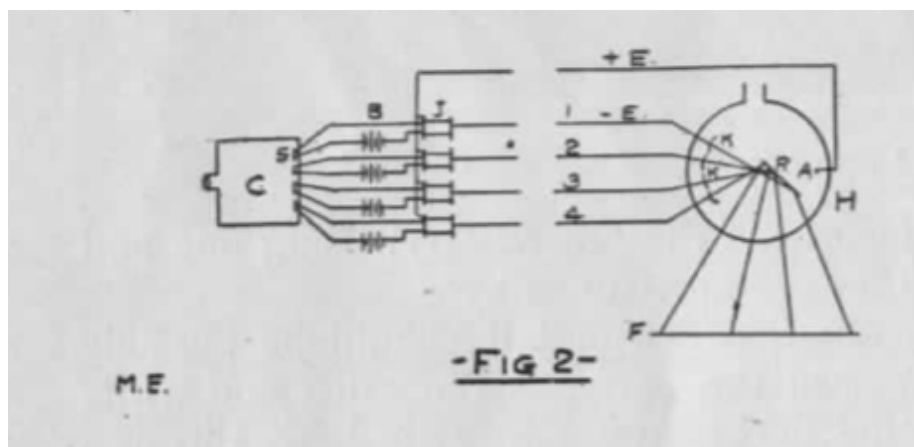 + E.
B J 1 - E.
S 2 K
C K R A
3 H
4
F
- FIG 2 -
M.E.